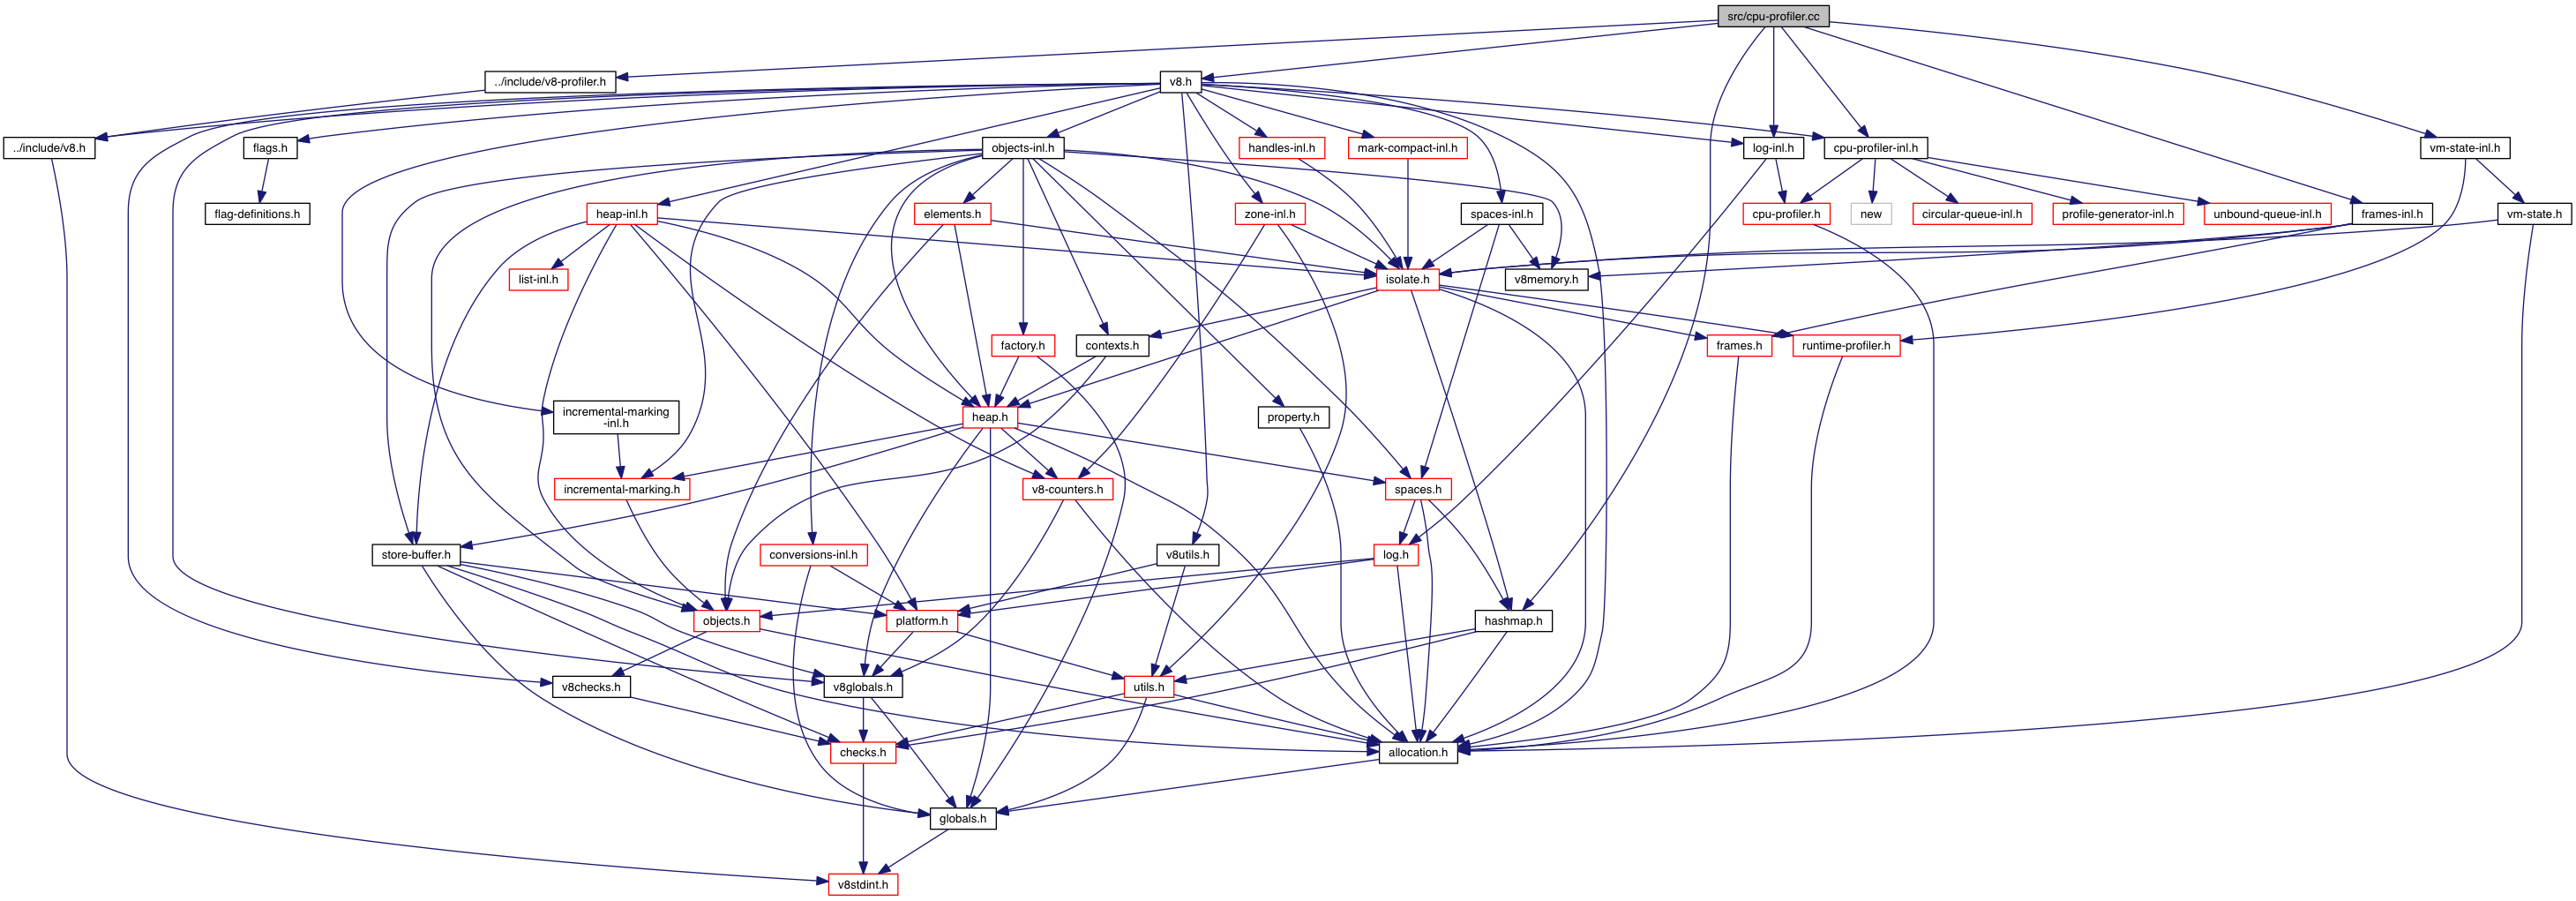 src/cpu-profiler.cc
../include/v8-profiler.h
v8.h
../include/v8.h
flags.h
objects-inl.h
handles-inl.h
mark-compact-inl.h
log-inl.h
cpu-profiler-inl.h
vm-state-inl.h
flag-definitions.h
heap-inl.h
elements.h
zone-inl.h
spaces-inl.h
cpu-profiler.h
new
circular-queue-inl.h
profile-generator-inl.h
unbound-queue-inl.h
frames-inl.h
vm-state.h
list-inl.h
isolate.h
v8memory.h
factory.h
contexts.h
frames.h
runtime-profiler.h
incremental-marking
-inl.h
heap.h
property.h
incremental-marking.h
v8-counters.h
spaces.h
store-buffer.h
conversions-inl.h
v8utils.h
log.h
objects.h
platform.h
hashmap.h
v8checks.h
v8globals.h
utils.h
checks.h
allocation.h
globals.h
v8stdint.h